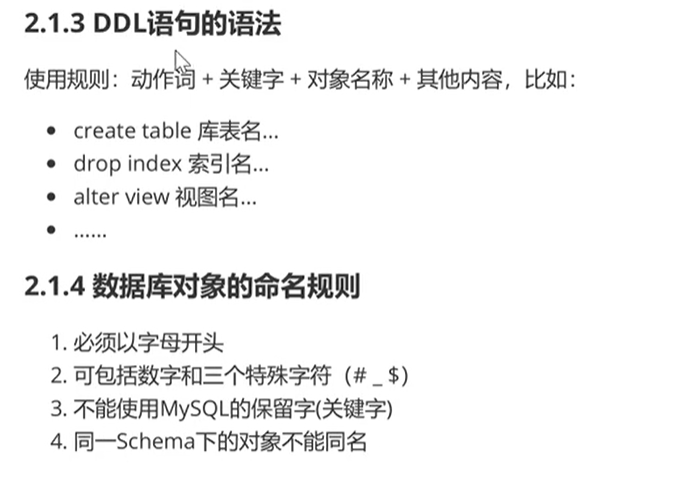 2.1.3 DDL语句的语法
使用规则：动作词 + 关键字 + 对象名称 + 其他内容，比如：
create table 库表名...
drop index 索引名...
alter view 视图名...
......
2.1.4 数据库对象的命名规则
1. 必须以字母开头
2. 可包括数字和三个特殊字符（# _ $）
3. 不能使用MySQL的保留字(关键字)
4. 同一Schema下的对象不能同名